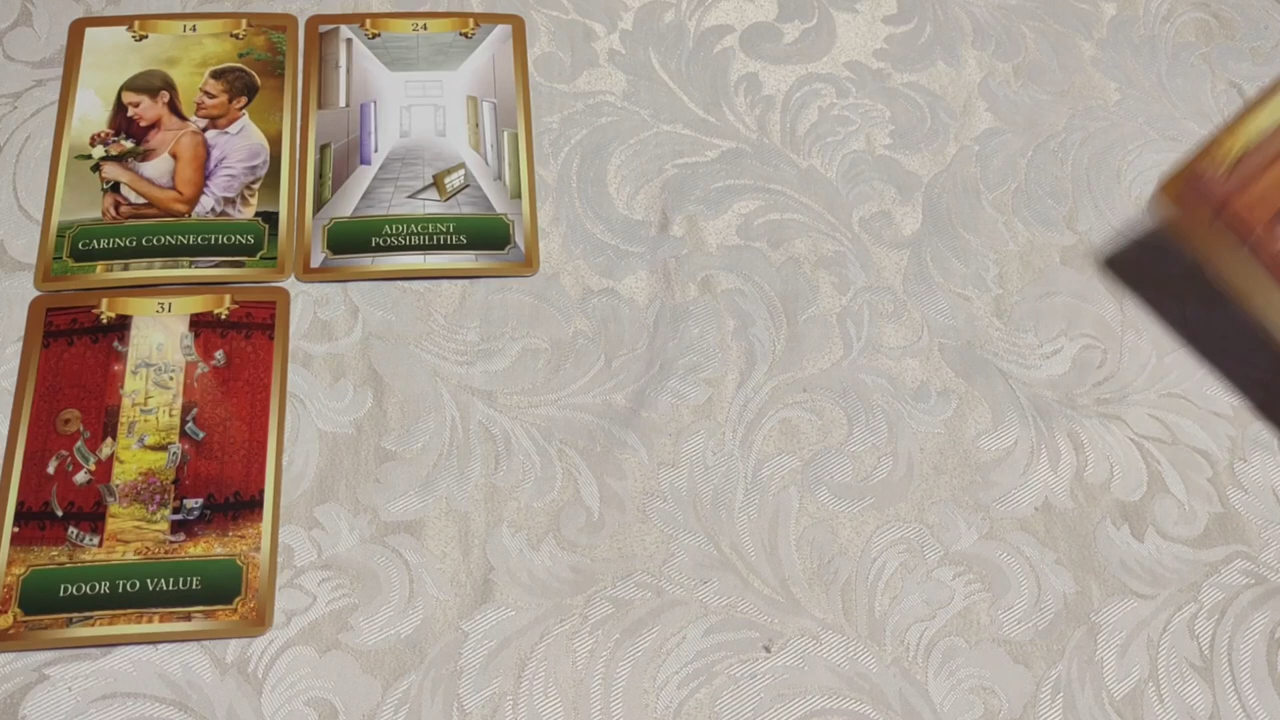 14
CARING CONNECTIONS
24
ADJACENT
POSSIBILITIES
31
DOOR TO VALUE